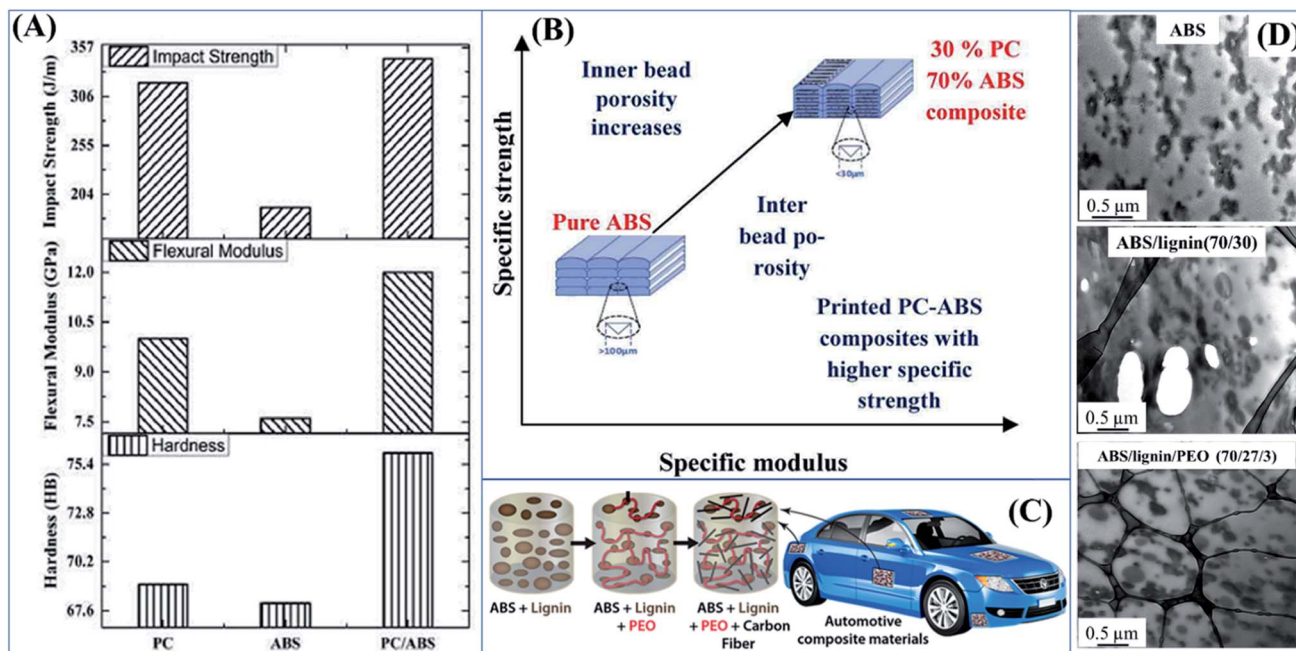 (A)
357
306
255
204
Impact Strength (J/m)
Impact Strength
12.0
10.5
9.0
7.5
Flexural Modulus (GPa)
Flexural Modulus
75.4
72.8
70.2
67.6
Hardness (HB)
Hardness
PC
ABS
PC/ABS
(B)
Specific strength
Inner bead
porosity
increases
30 % PC
70% ABS
composite
<30µm
Pure ABS
>100µm
Inter
bead po-
rosity
Printed PC-ABS
composites with
higher specific
strength
Specific modulus
(C)
ABS + Lignin
ABS + Lignin
+ PEO
ABS + Lignin
+ PEO + Carbon
Fiber
Automotive
composite materials
(D)
ABS
0.5 µm
ABS/lignin(70/30)
0.5 µm
ABS/lignin/PEO (70/27/3)
0.5 µm